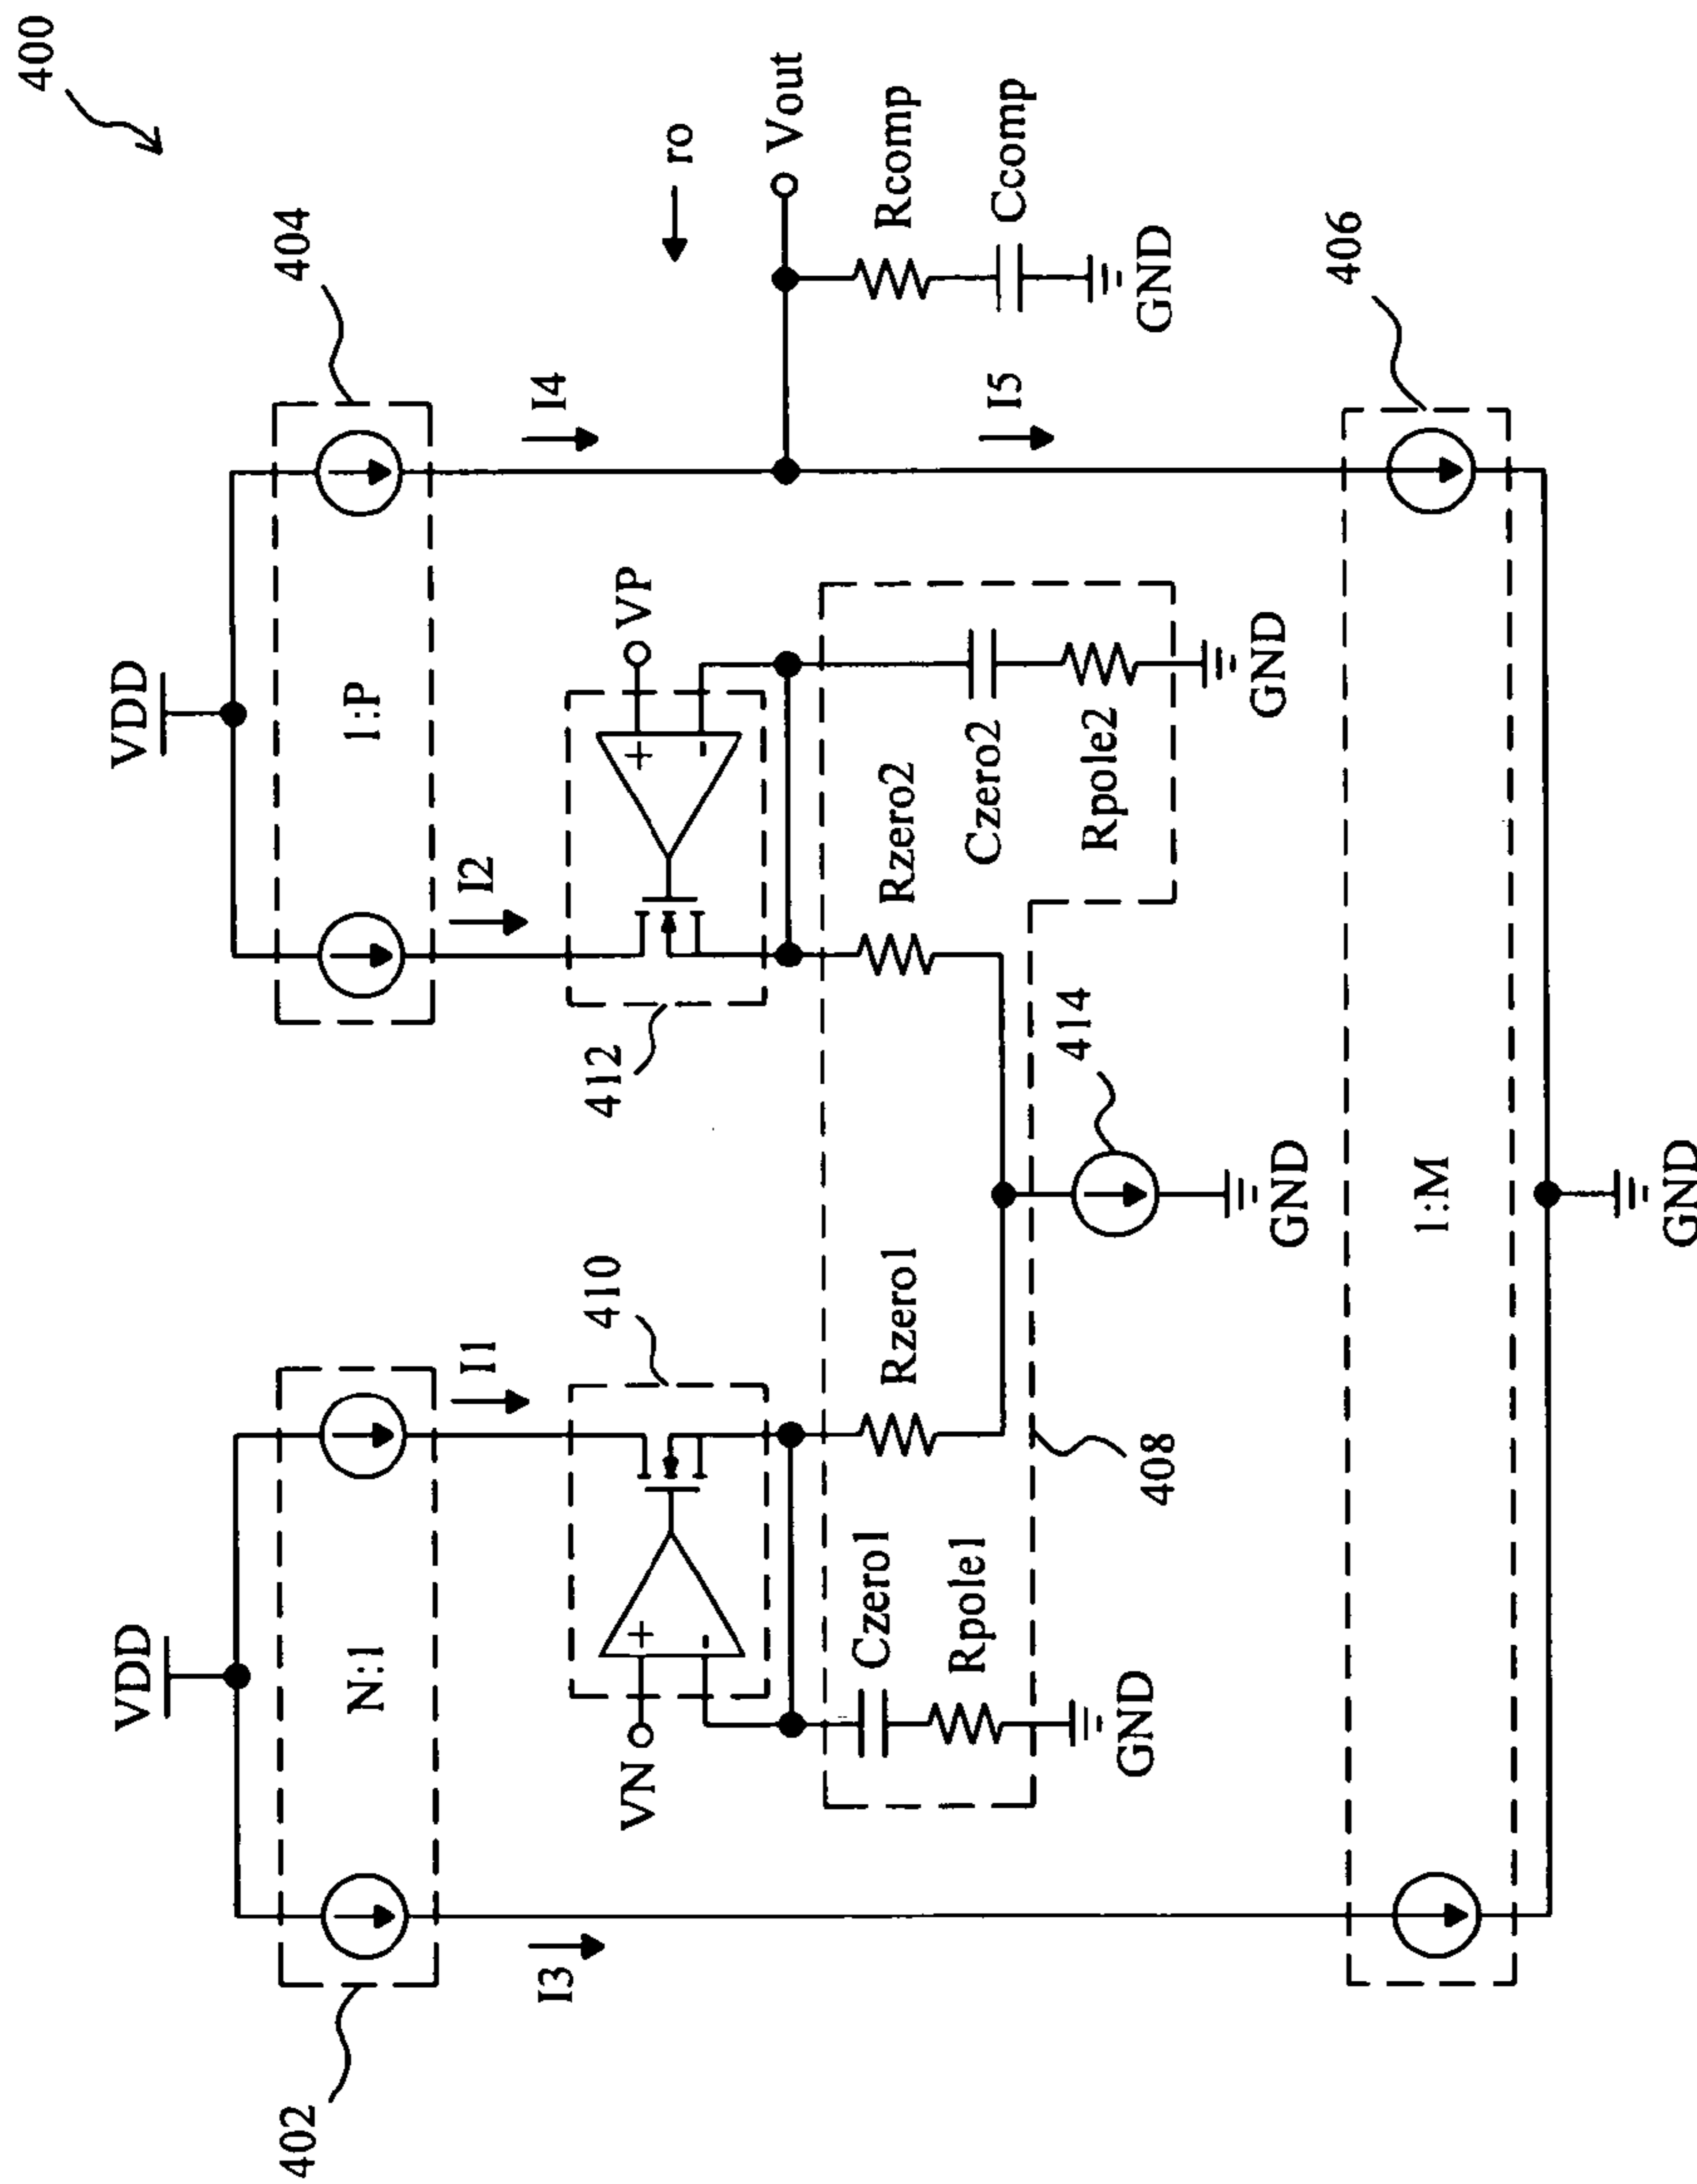 400
VDD
VDD
402
N:1
1:P
404
I3
I1
I2
I4
VN
+
-
410
412
+
-
VP
ro
Vout
Czero1
Rpole1
GND
Rzero1
Rzero2
Czero2
Rpole2
GND
Rcomp
Ccomp
GND
408
414
GND
I5
406
1:M
GND